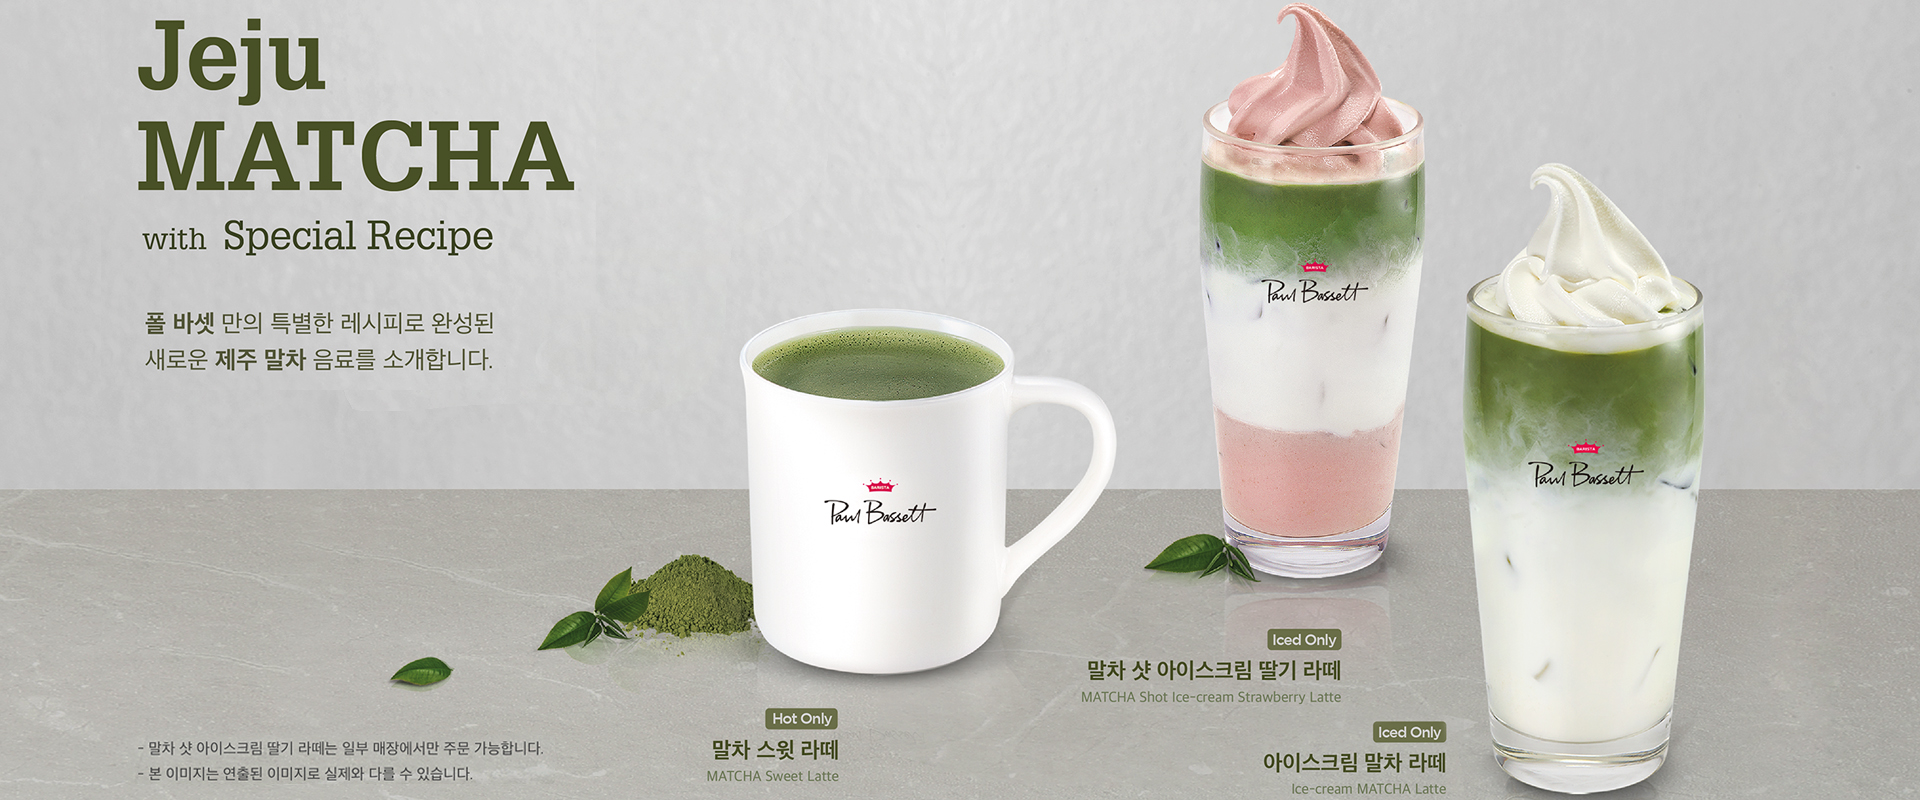 Jeju
MATCHA
with Special Recipe
폴 바셋 만의 특별한 레시피로 완성된
새로운 제주 말차 음료를 소개합니다.
BARISTA
Paul Bassett
BARISTA
Paul Bassett
BARISTA
Paul Bassett
Hot Only
말차 스윗 라떼
MATCHA Sweet Latte
Iced Only
말차 샷 아이스크림 딸기 라떼
MATCHA Shot Ice-cream Strawberry Latte
Iced Only
아이스크림 말차 라떼
Ice-cream MATCHA Latte
- 말차 샷 아이스크림 딸기 라떼는 일부 매장에서만 주문 가능합니다.
- 본 이미지는 연출된 이미지로 실제와 다를 수 있습니다.